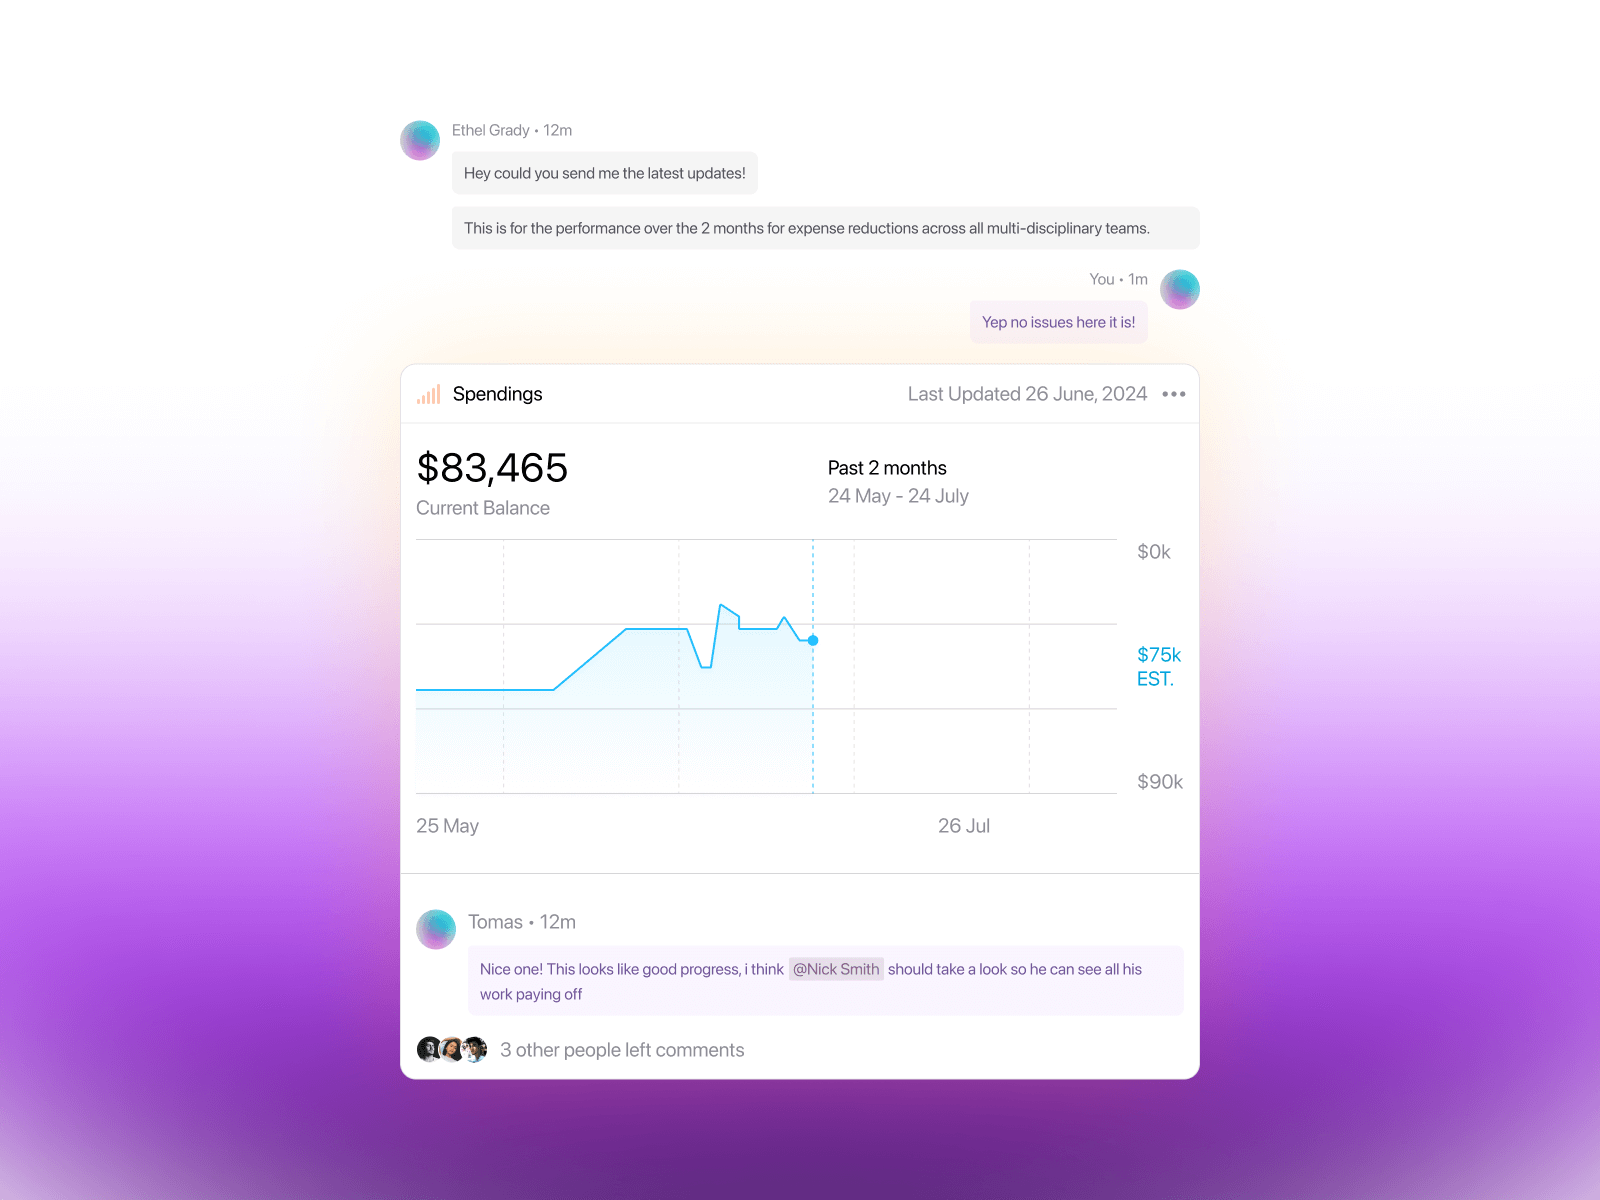 Ethel Grady • 12m
Hey could you send me the latest updates!
This is for the performance over the 2 months for expense reductions across all multi-disciplinary teams.
You • 1m
Yep no issues here it is!
Spendings
Last Updated 26 June, 2024
$83,465
Current Balance
Past 2 months
24 May - 24 July
$0k
$75k
EST.
$90k
25 May
26 Jul
Tomas • 12m
Nice one! This looks like good progress, i think @Nick Smith should take a look so he can see all his
work paying off
3 other people left comments